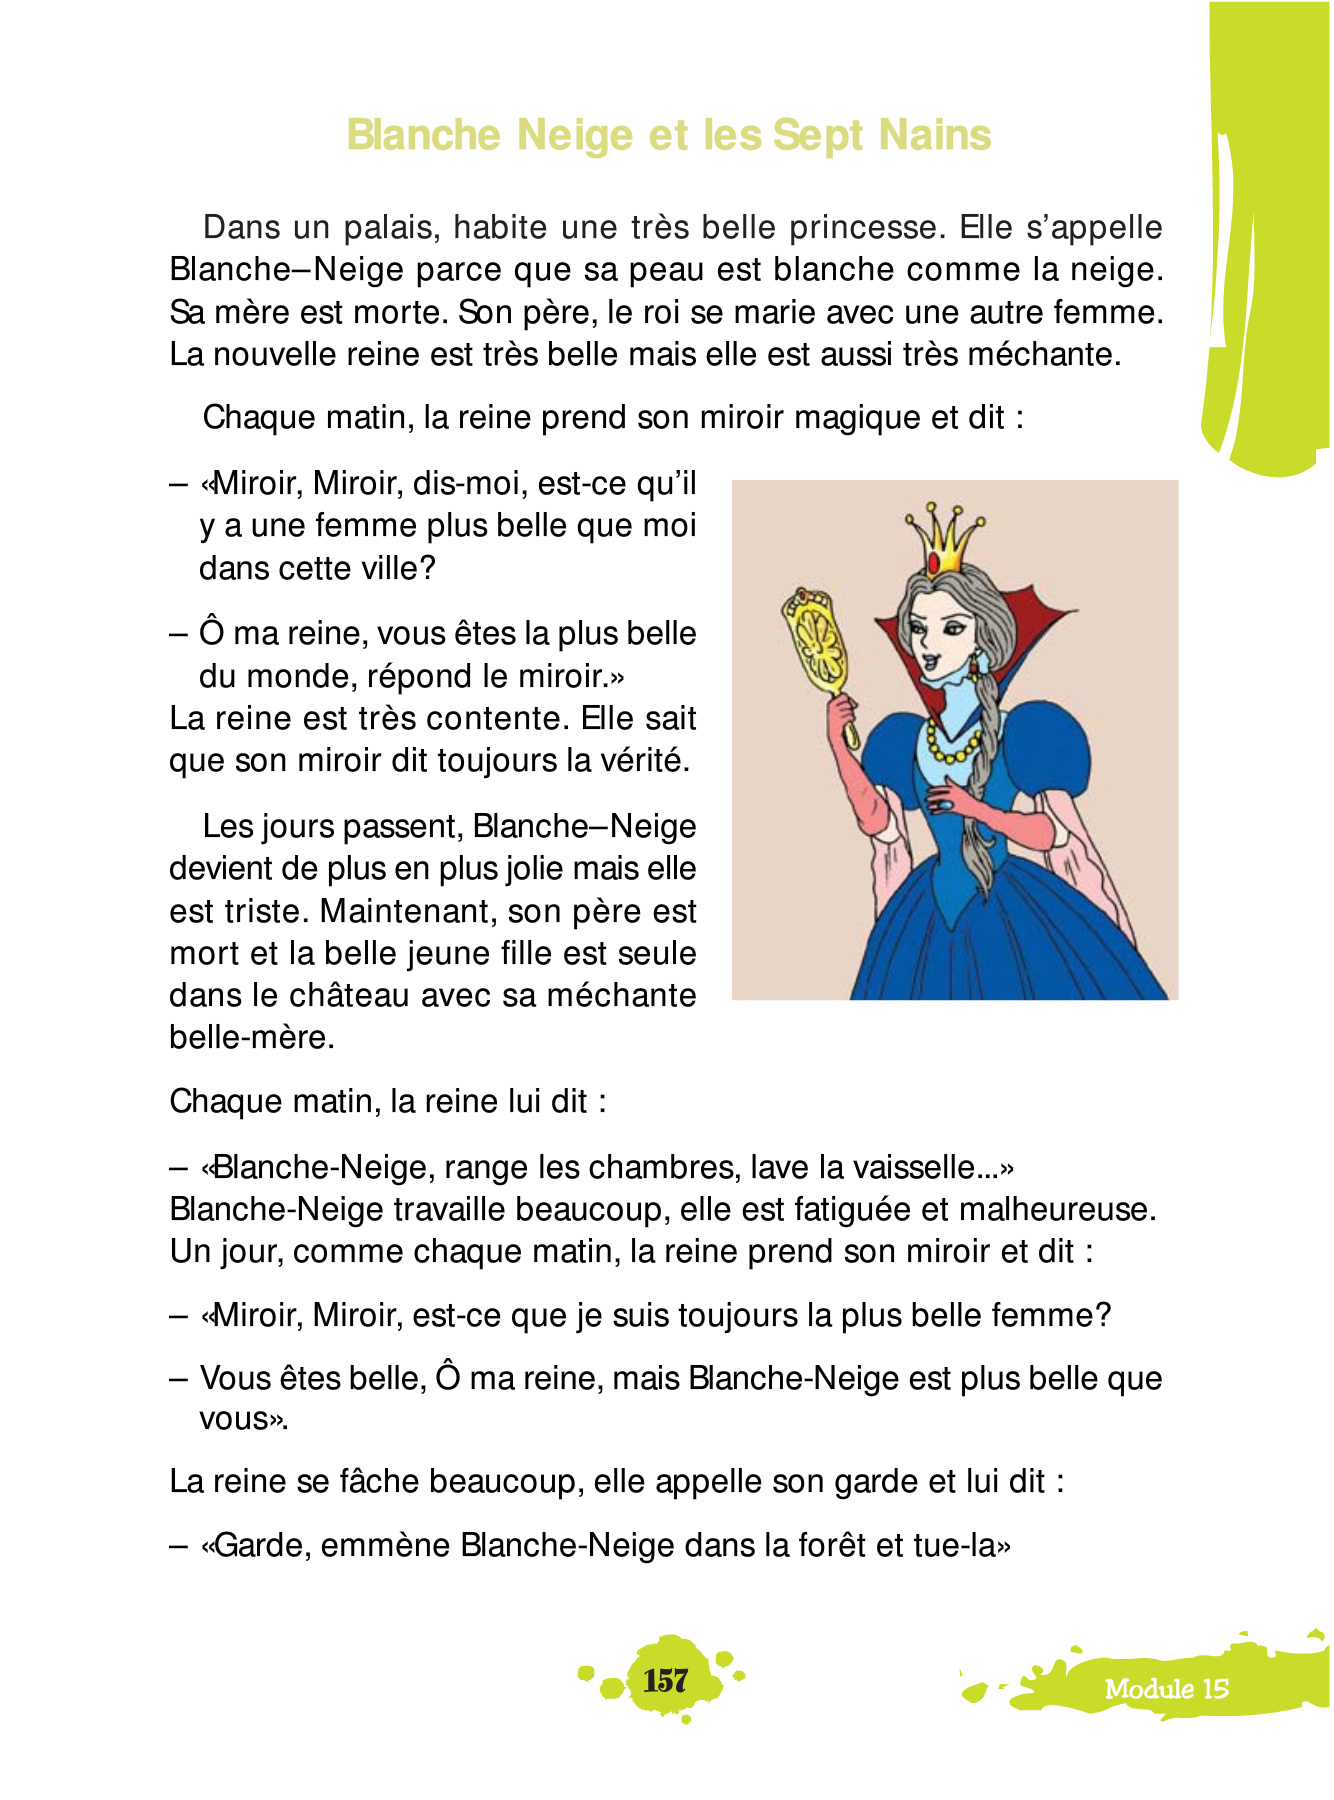 Blanche Neige et les Sept Nains
Dans un palais, habite une très belle princesse. Elle s’appelle
Blanche–Neige parce que sa peau est blanche comme la neige.
Sa mère est morte. Son père, le roi se marie avec une autre femme.
La nouvelle reine est très belle mais elle est aussi très méchante.
Chaque matin, la reine prend son miroir magique et dit :
– «Miroir, Miroir, dis-moi, est-ce qu’il
y a une femme plus belle que moi
dans cette ville?
– Ô ma reine, vous êtes la plus belle
du monde, répond le miroir.»
La reine est très contente. Elle sait
que son miroir dit toujours la vérité.
Les jours passent, Blanche–Neige
devient de plus en plus jolie mais elle
est triste. Maintenant, son père est
mort et la belle jeune fille est seule
dans le château avec sa méchante
belle-mère.
Chaque matin, la reine lui dit :
– «Blanche-Neige, range les chambres, lave la vaisselle...»
Blanche-Neige travaille beaucoup, elle est fatiguée et malheureuse.
Un jour, comme chaque matin, la reine prend son miroir et dit :
– «Miroir, Miroir, est-ce que je suis toujours la plus belle femme?
– Vous êtes belle, Ô ma reine, mais Blanche-Neige est plus belle que
vous».
La reine se fâche beaucoup, elle appelle son garde et lui dit :
– «Garde, emmène Blanche-Neige dans la forêt et tue-la»
157
Module 15